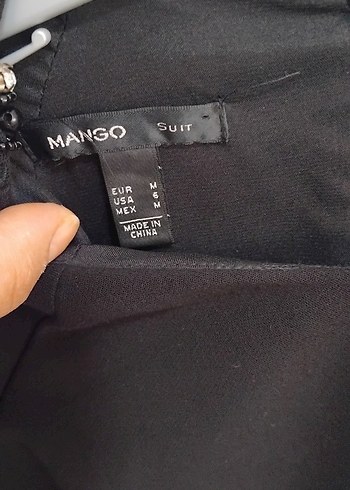 MANGO SUIT
EUR M
USA 6
MEX M
MADE IN
CHINA